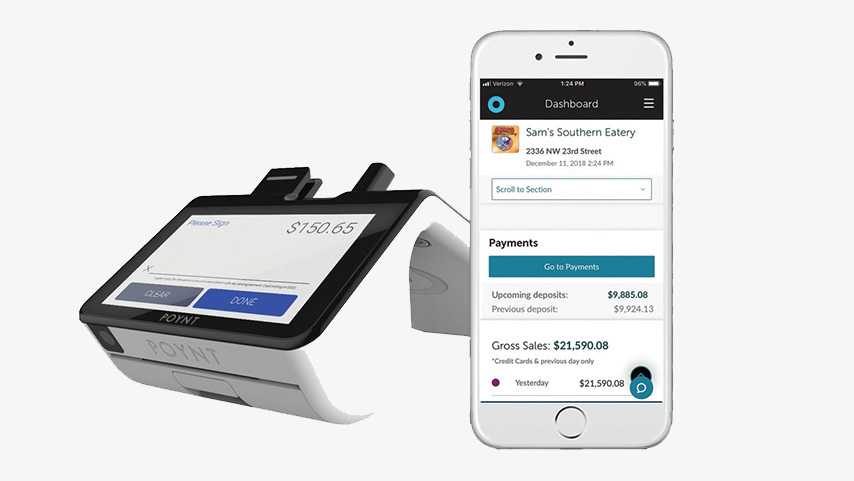 Please Sign
$150.65
X
CLEAR
DONE
POYNT
POYNT
Verizon
1:24 PM
96%
Dashboard
Sam's Southern Eatery
2336 NW 23rd Street
December 11, 2018 2:24 PM
Scroll to Section
Payments
Go to Payments
Upcoming deposits: $9,885.08
Previous deposit: $9,924.13
Gross Sales: $21,590.08
*Credit Cards & previous day only
Yesterday $21,590.08